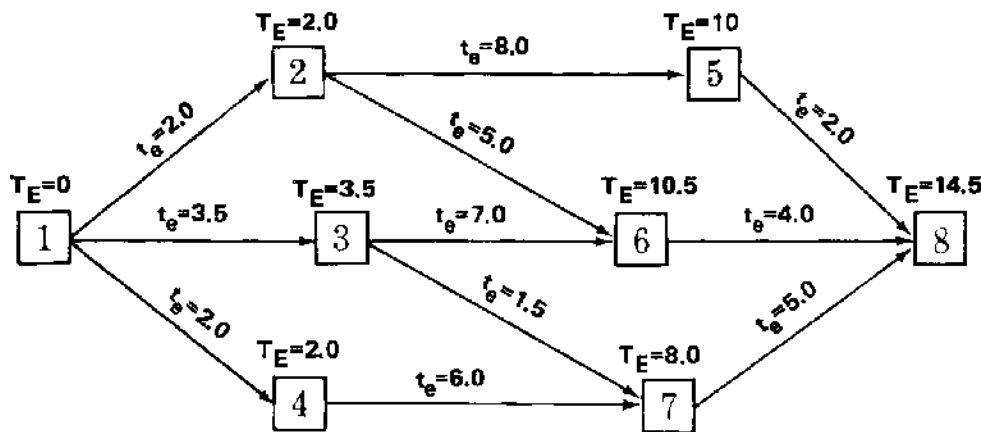 T_E=2.0
2
t_e=8.0
T_E=10
5
t_e=2.0
t_e=5.0
t_e=2.0
T_E=0
1
t_e=3.5
T_E=3.5
3
t_e=7.0
T_E=10.5
6
t_e=4.0
T_E=14.5
8
t_e=2.0
t_e=1.5
t_e=5.0
T_E=2.0
4
t_e=6.0
T_E=8.0
7